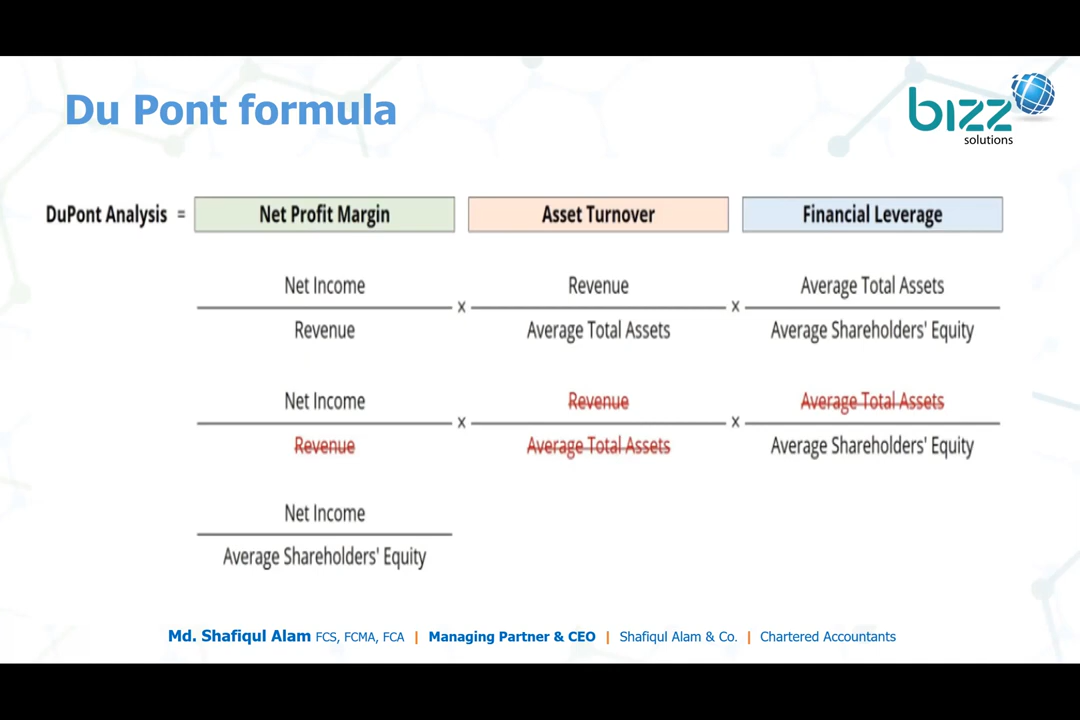 Du Pont formula
bizz
solutions
DuPont Analysis = Net Profit Margin Asset Turnover Financial Leverage
Net Income Revenue Average Total Assets
x x
Revenue Average Total Assets Average Shareholders' Equity
Net Income Revenue Average Total Assets
x x
Revenue Average Total Assets Average Shareholders' Equity
Net Income
Average Shareholders' Equity
Md. Shafiqul Alam FCS, FCMA, FCA | Managing Partner & CEO | Shafiqul Alam & Co. | Chartered Accountants